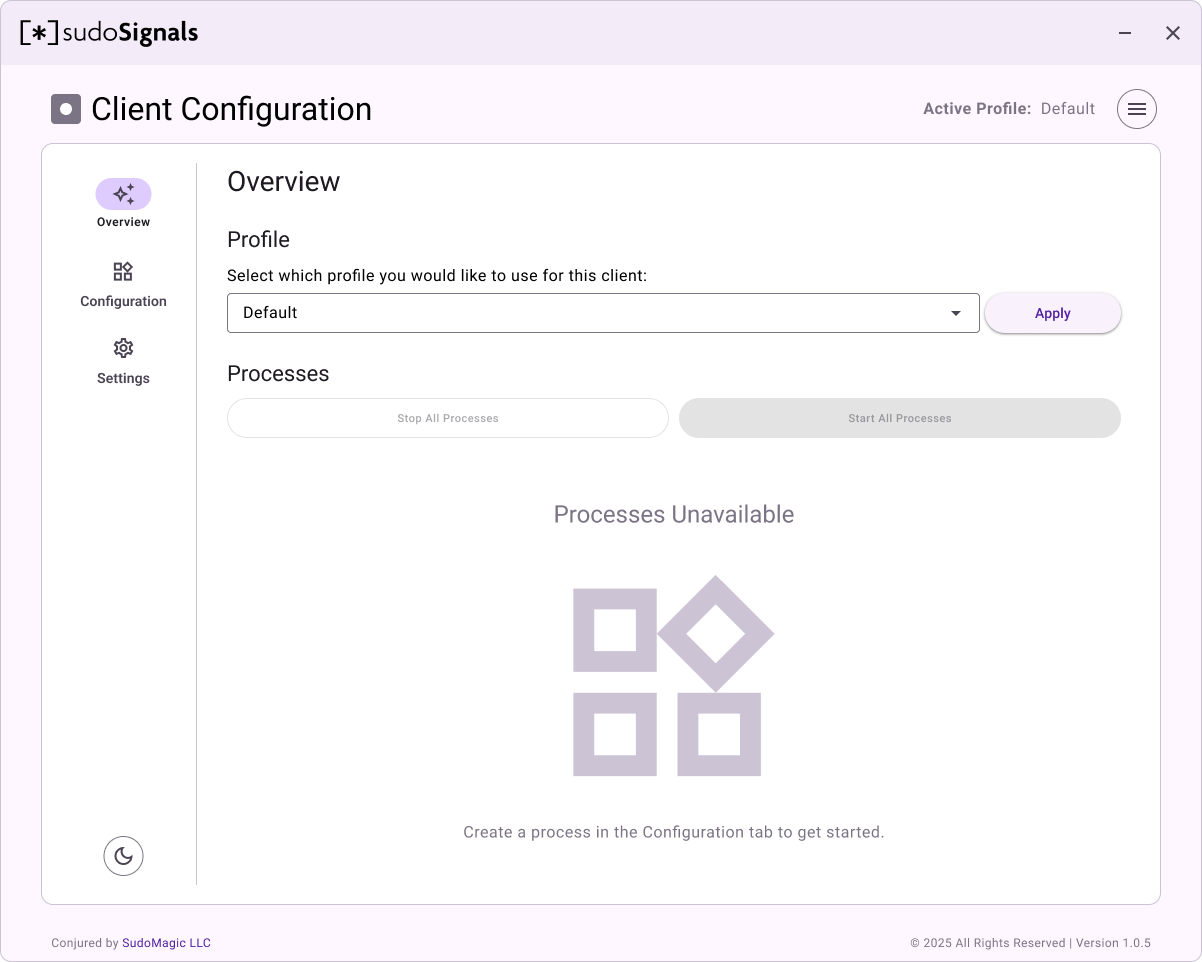 [*]sudoSignals
Client Configuration
Active Profile: Default
Overview
Configuration
Settings
Overview
Profile
Select which profile you would like to use for this client:
Default
Apply
Processes
Stop All Processes
Start All Processes
Processes Unavailable
Create a process in the Configuration tab to get started.
Conjured by SudoMagic LLC
© 2025 All Rights Reserved | Version 1.0.5